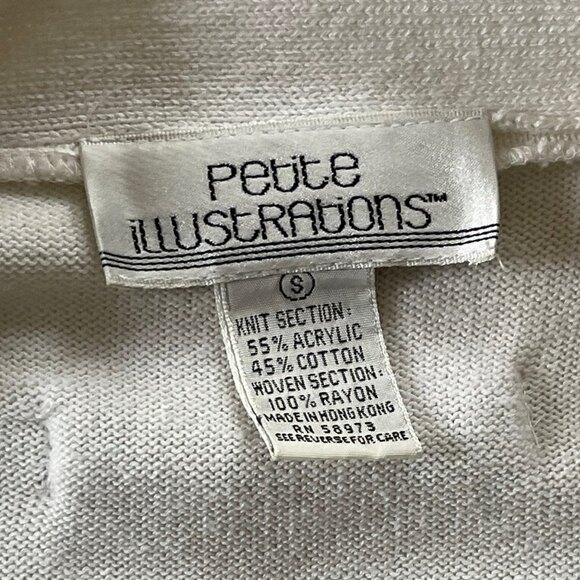 Petite
ILLUSTRATIONS™
S
KNIT SECTION:
55% ACRYLIC
45% COTTON
WOVEN SECTION:
100% RAYON
MADE IN HONG KONG
RN 58973
SEE REVERSE FOR CARE